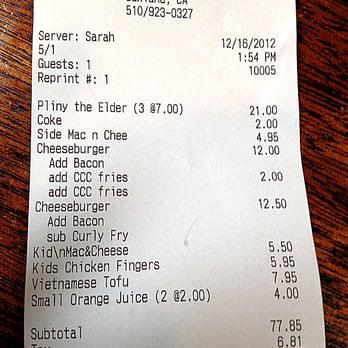 CA
510/923-0327
Server: Sarah 12/16/2012
5/1 1:54 PM
Guests: 1 10005
Reprint #: 1
Pliny the Elder (3 @7.00) 21.00
Coke 2.00
Side Mac n Chee 4.95
Cheeseburger 12.00
Add Bacon
add CCC fries 2.00
add CCC fries
Cheeseburger 12.50
Add Bacon
sub Curly Fry
Kid\nMac&Cheese 5.50
Kids Chicken Fingers 5.95
Vietnamese Tofu 7.95
Small Orange Juice (2 @2.00) 4.00
Subtotal 77.85
Tax 6.81